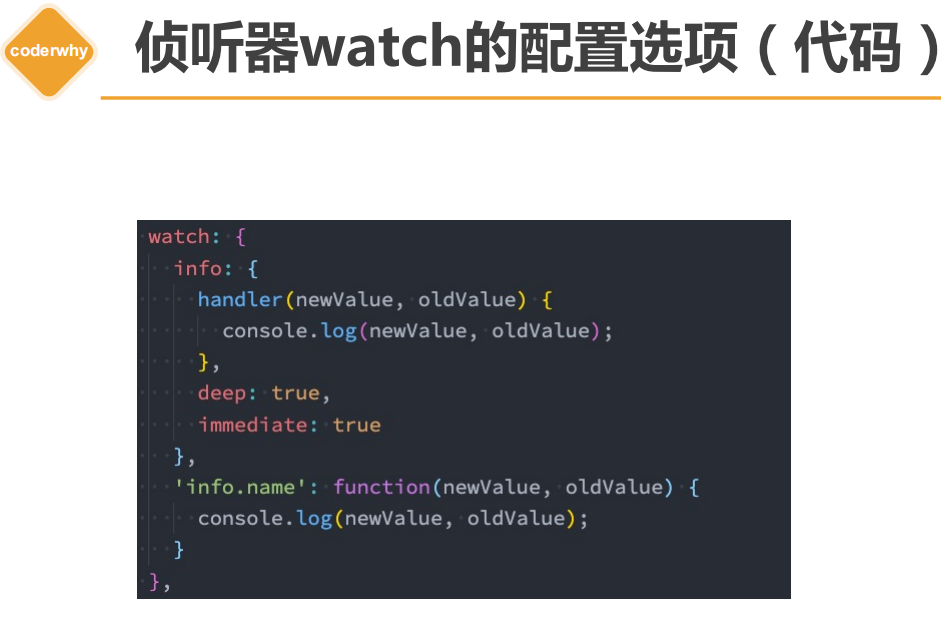 coderwhy
侦听器watch的配置选项（代码）
watch: {
  info: {
    handler(newValue, oldValue) {
      console.log(newValue, oldValue);
    },
    deep: true,
    immediate: true
  },
  'info.name': function(newValue, oldValue) {
    console.log(newValue, oldValue);
  }
},